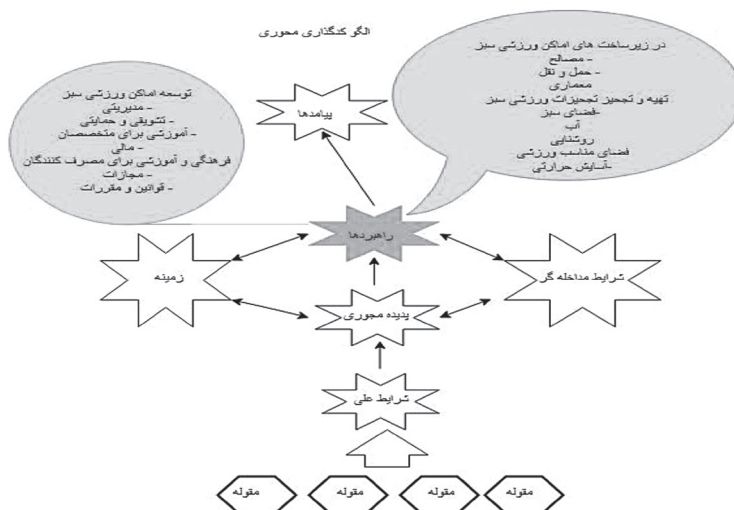 الگو کدگذاری محوری
در زیرساخت های اماکن ورزشی سبز
- مصالح
- حمل و نقل
معماری
تهیه و تجهیز تجهیزات ورزشی سبز
-فضای سبز
آب
روشنایی
فضای مناسب ورزشی
-آسایش حرارتی
توسعه اماکن ورزشی سبز
- مدیریتی
- تشویقی و حمایتی
- آموزشی برای متخصصان
- مالی
فرهنگی و آموزشی برای مصرف کنندگان
- مجازات
- قوانین و مقررات
پیامدها
راهبردها
شرایط مداخله گر
زمینه
پدیده محوری
شرایط علی
مقوله
مقوله
مقوله
مقوله